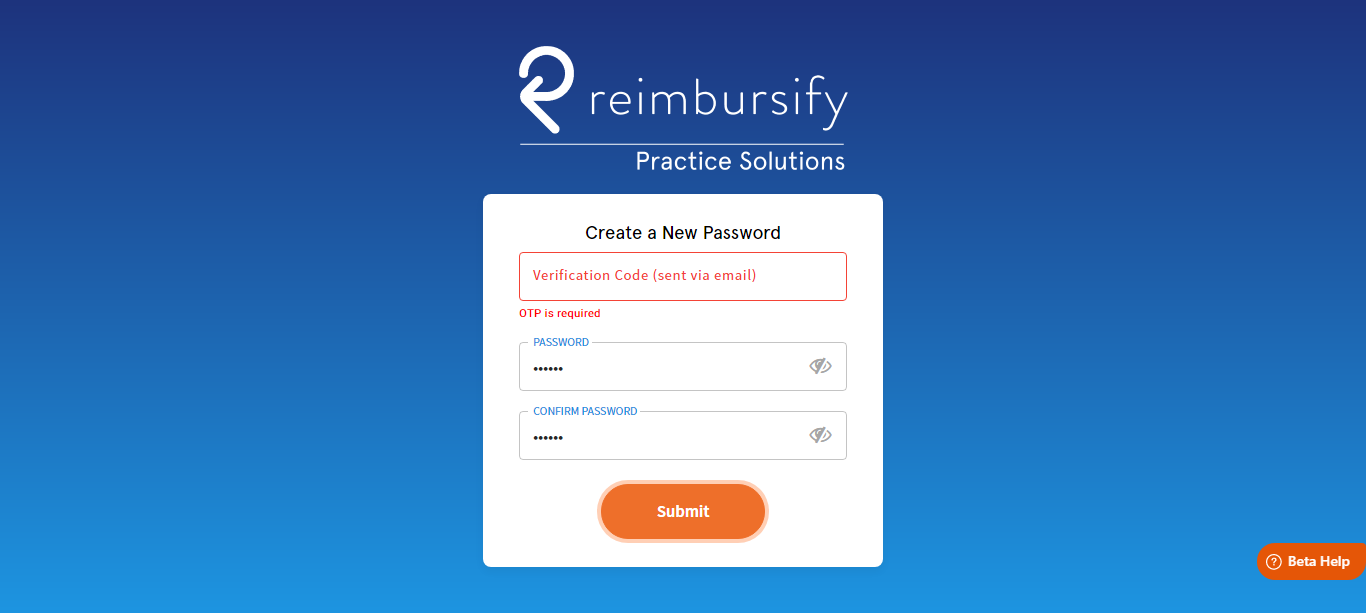 reimbursify
Practice Solutions
Create a New Password
Verification Code (sent via email)
OTP is required
PASSWORD
••••••
CONFIRM PASSWORD
••••••
Submit
Beta Help